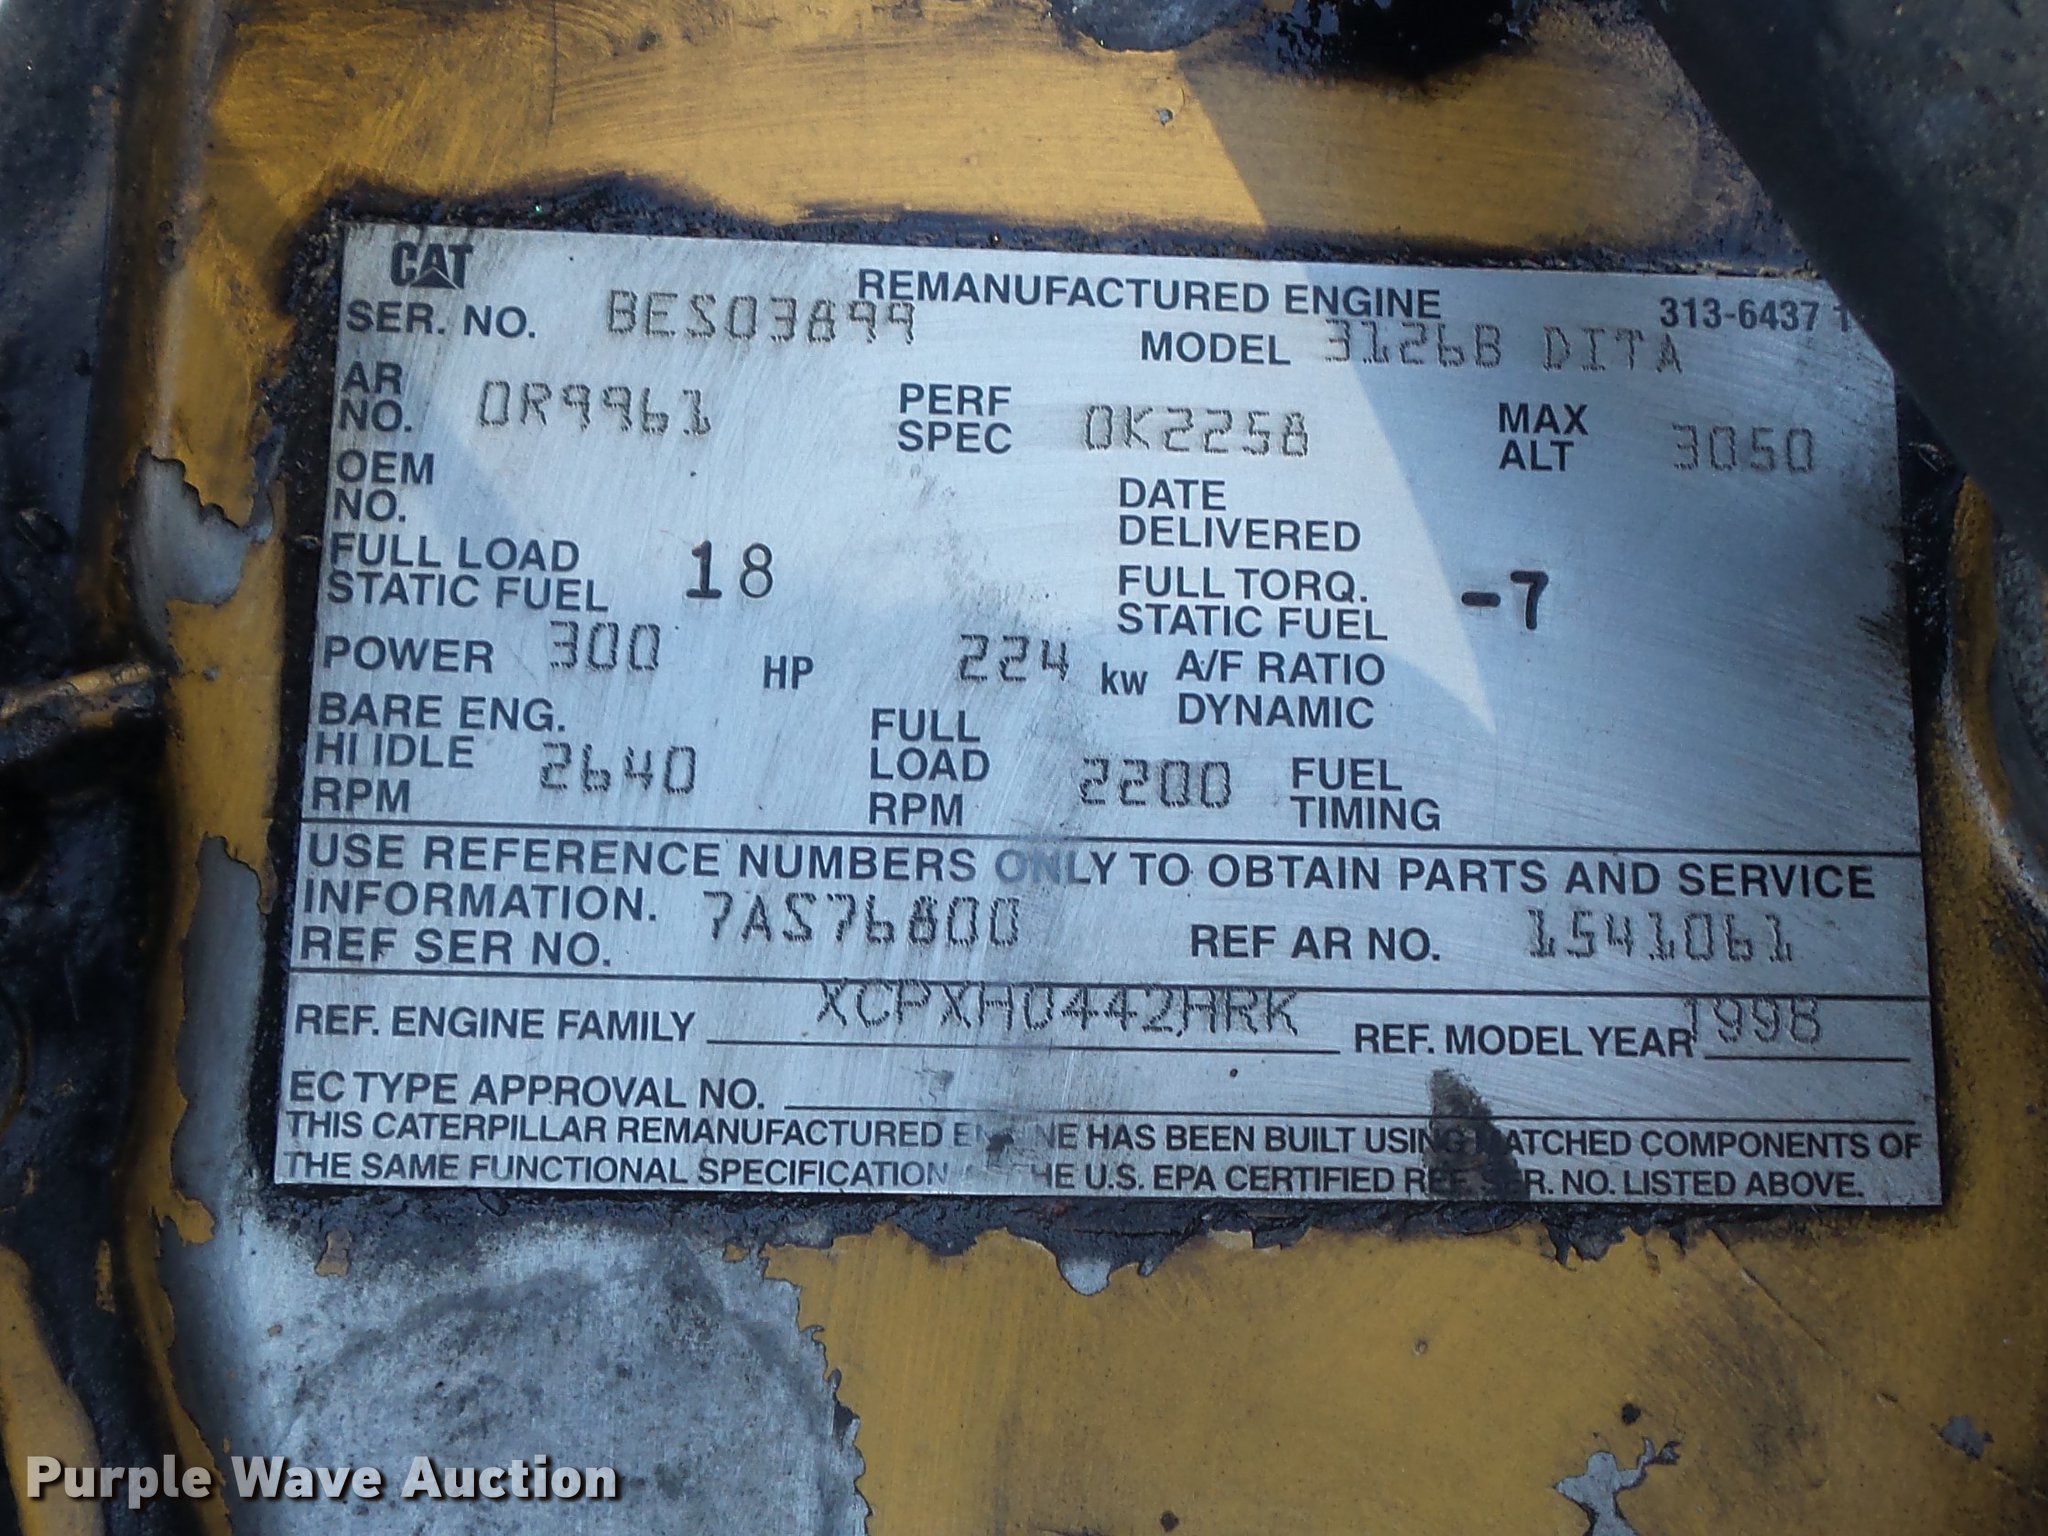 CAT
REMANUFACTURED ENGINE 313-6437 1
SER. NO. BES03899 MODEL 3126B DITA
AR NO. 0R9961 PERF SPEC 0K2258 MAX ALT 3050
OEM NO. DATE DELIVERED
FULL LOAD STATIC FUEL 18 FULL TORQ. STATIC FUEL -7
POWER 300 HP 224 kw A/F RATIO DYNAMIC
BARE ENG. HI IDLE RPM 2640 FULL LOAD RPM 2200 FUEL TIMING
USE REFERENCE NUMBERS ONLY TO OBTAIN PARTS AND SERVICE
INFORMATION.
REF SER NO. 7AS76800 REF AR NO. 1541061
REF. ENGINE FAMILY XCPXH0442HRK REF. MODEL YEAR 1998
EC TYPE APPROVAL NO.
THIS CATERPILLAR REMANUFACTURED ENGINE HAS BEEN BUILT USING MATCHED COMPONENTS OF
THE SAME FUNCTIONAL SPECIFICATION THE U.S. EPA CERTIFIED REF. SER. NO. LISTED ABOVE.
Purple Wave Auction